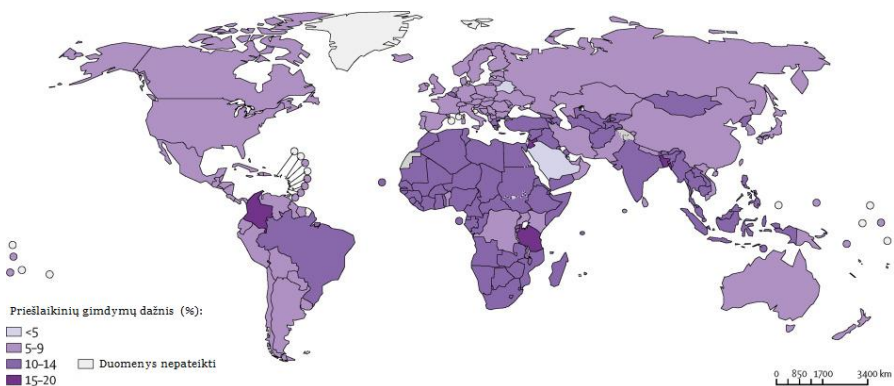 Priešlaikinių gimdymų dažnis (%):
<5
5–9
10–14
15–20
Duomenys nepateikti
0 850 1700 3400 km